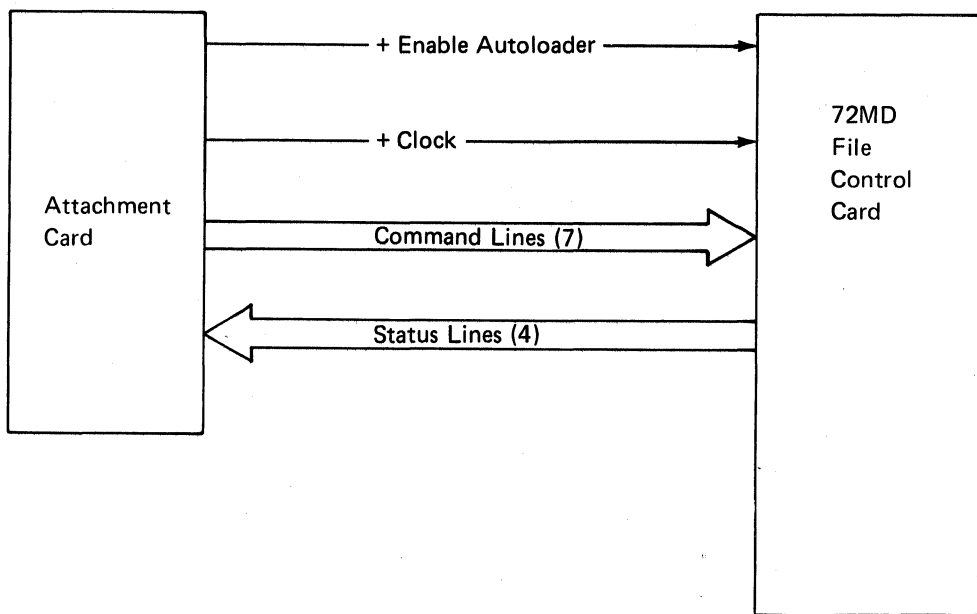 + Enable Autoloader
+ Clock
Attachment
Card
Command Lines (7)
Status Lines (4)
72MD
File
Control
Card